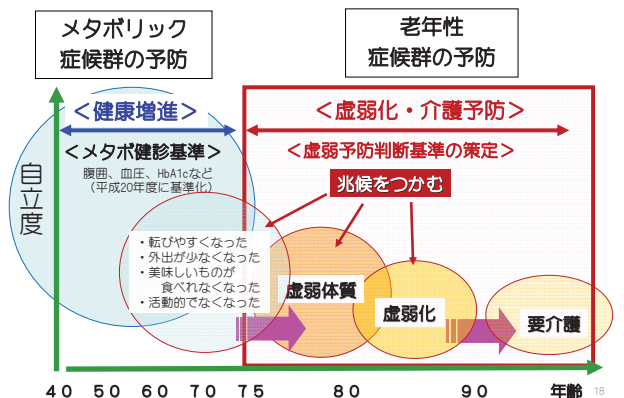 メタボリック
症候群の予防
老年性
症候群の予防
＜健康増進＞
＜虚弱化・介護予防＞
＜メタボ健診基準＞
腹囲、血圧、HbA1cなど
（平成20年度に基準化）
＜虚弱予防判断基準の策定＞
兆候をつかむ
自立度
・転びやすくなった
・外出が少なくなった
・美味しいものが
食べれなくなった
・活動的でなくなった
虚弱体質
虚弱化
要介護
40 50 60 70 75 80 90 年齢
18